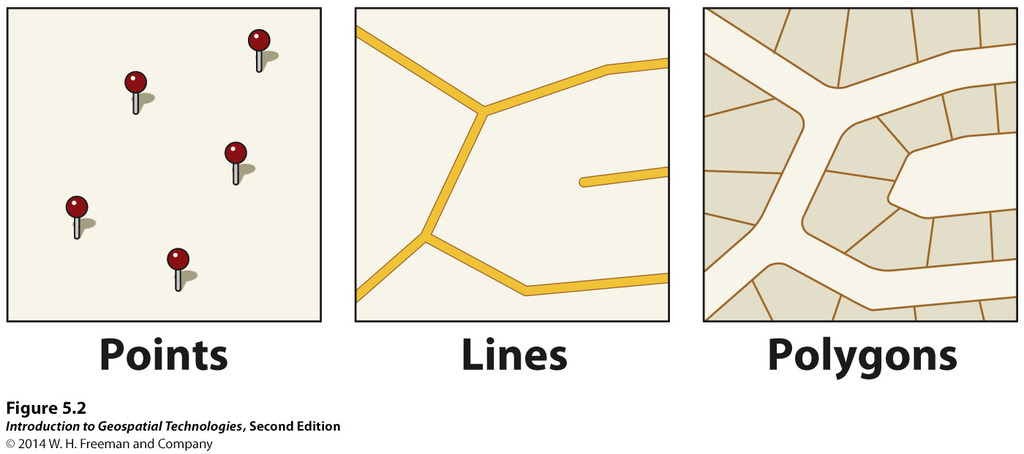 Points
Lines
Polygons
Figure 5.2
Introduction to Geospatial Technologies, Second Edition
© 2014 W. H. Freeman and Company